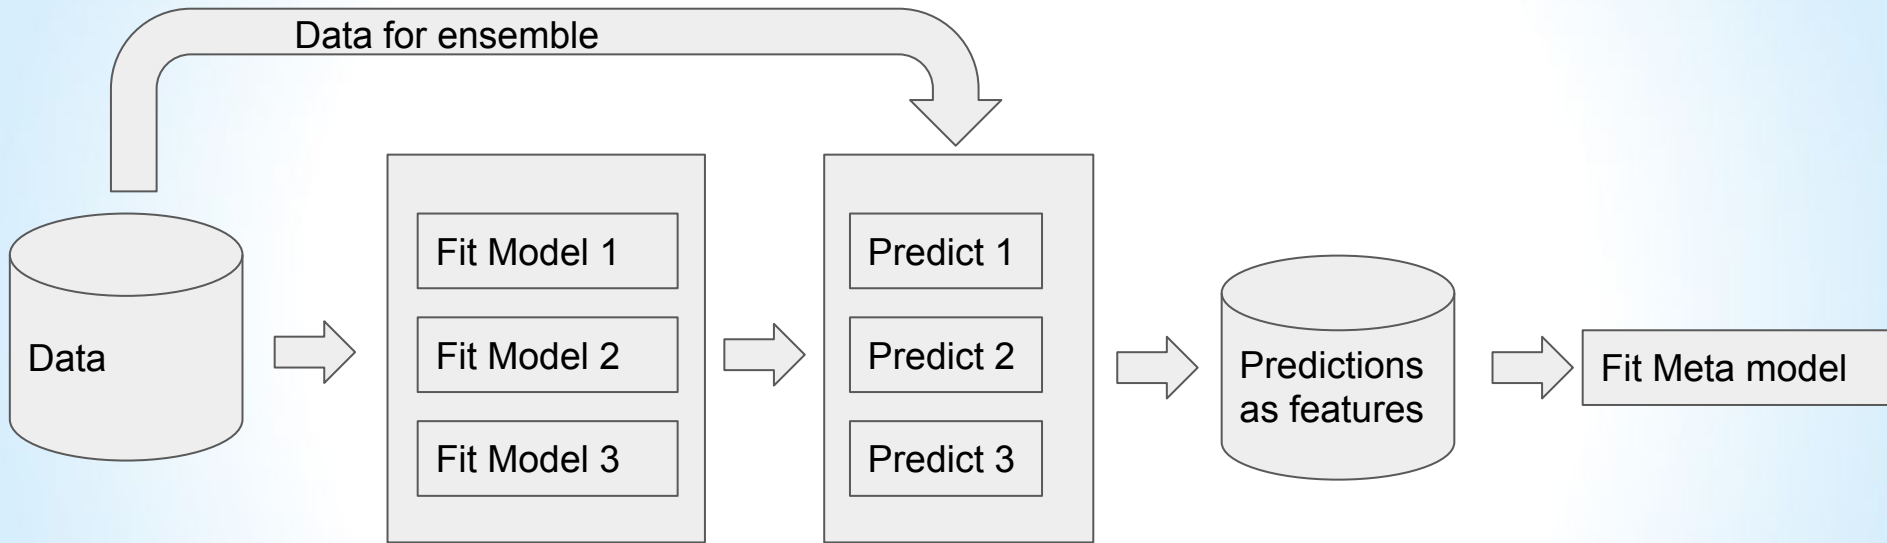 Data for ensemble
Data
Fit Model 1
Fit Model 2
Fit Model 3
Predict 1
Predict 2
Predict 3
Predictions
as features
Fit Meta model